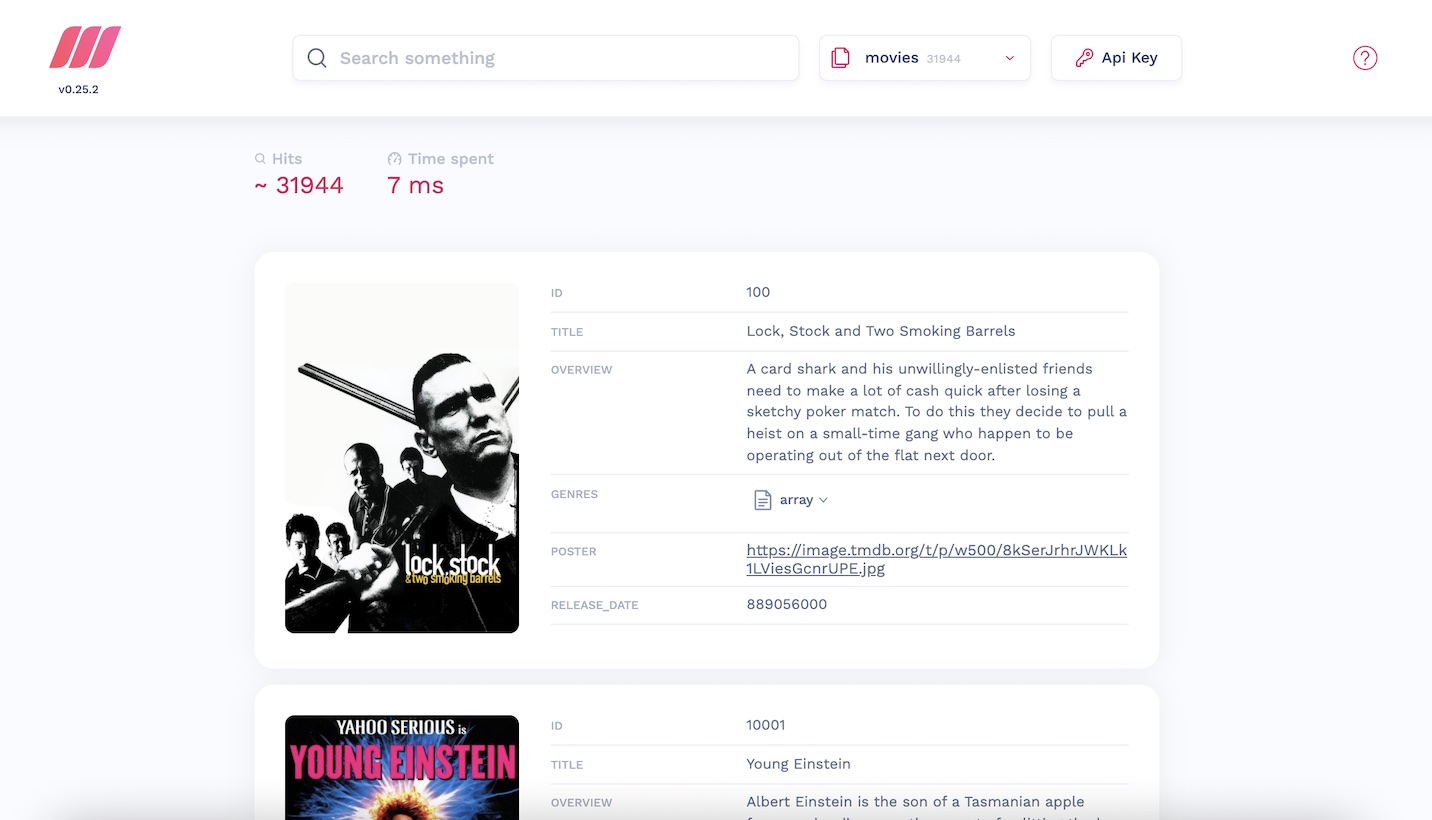 Search something
movies 31944
Api Key
v0.25.2
Hits
Time spent
~ 31944
7 ms
ID
100
TITLE
Lock, Stock and Two Smoking Barrels
OVERVIEW
A card shark and his unwillingly-enlisted friends
need to make a lot of cash quick after losing a
sketchy poker match. To do this they decide to pull a
heist on a small-time gang who happen to be
operating out of the flat next door.
GENRES
array
POSTER
https://image.tmdb.org/t/p/w500/8kSerJrhrJWKLk
1LViesGcnrUPE.jpg
RELEASE_DATE
889056000
lock, stock
& two smoking barrels
YAHOO SERIOUS is
YOUNG EINSTEIN
ID
10001
TITLE
Young Einstein
OVERVIEW
Albert Einstein is the son of a Tasmanian apple